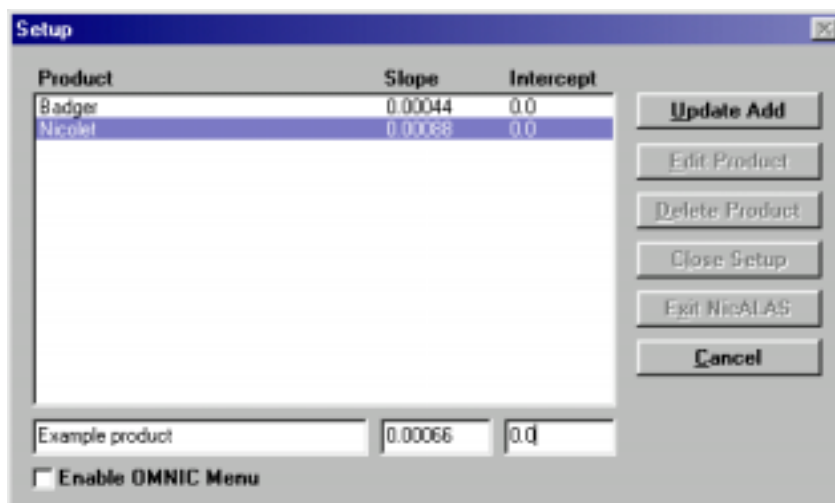 Setup
Product Slope Intercept
Badger 0.00044 0.0
Nicolet 0.00088 0.0
Update Add
Edit Product
Delete Product
Close Setup
Exit NicALAS
Cancel
Example product 0.00066 0.0
Enable OMNIC Menu